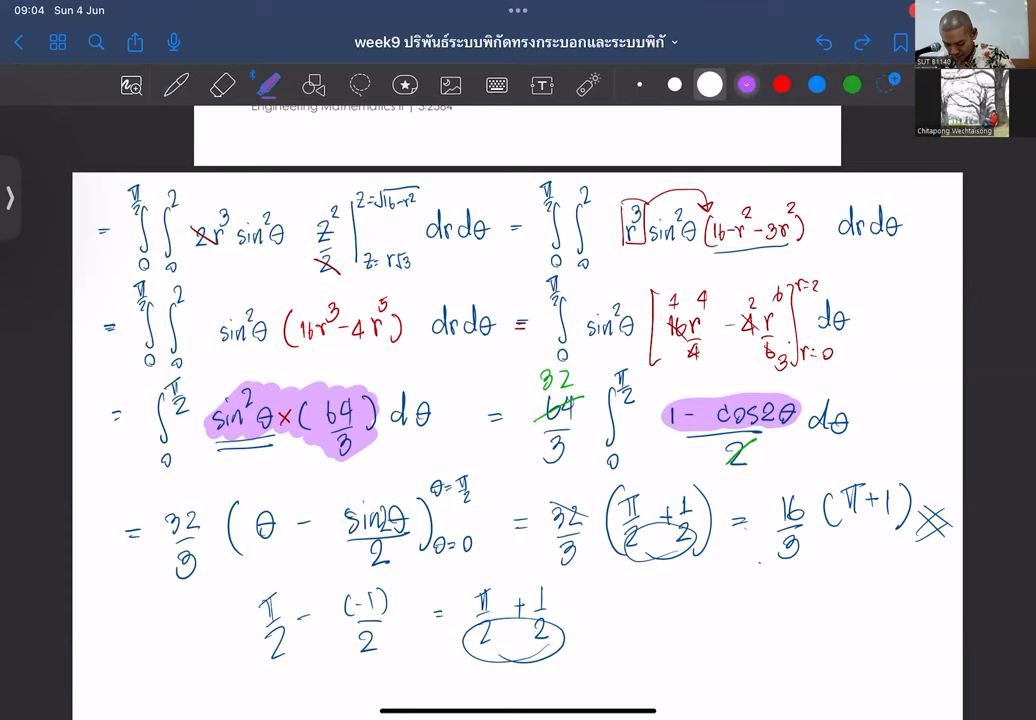 09:04 Sun 4 Jun
week9 ปริพันธ์ระบบพิกัดทรงกระบอกและระบบพิกั
SUT B1140
Chitapong Wechtaisong
Engineering Mathematics II | 3.2564
= ∫₀^{π/2} ∫₀² 2r³ sin²θ z²/2 |_{z=r√3}^{z=√16-r²} dr dθ = ∫₀^{π/2} ∫₀² r³ sin²θ (16-r²-3r²) dr dθ
= ∫₀^{π/2} ∫₀² sin²θ (16r³-4r⁵) dr dθ = ∫₀^{π/2} sin²θ [ 4 16r⁴/4 - 2 4r⁶/6 3 ]_{r=0}^{r=2} dθ
= ∫₀^{π/2} sin²θ × (64/3) dθ = 32 64/3 ∫₀^{π/2} (1 - cos2θ)/2 dθ
= 32/3 (θ - sin2θ/2)_{θ=0}^{θ=π/2} = 32/3 (π/2 + 1/2) = 16/3 (π+1)
π/2 - (-1)/2 = π/2 + 1/2